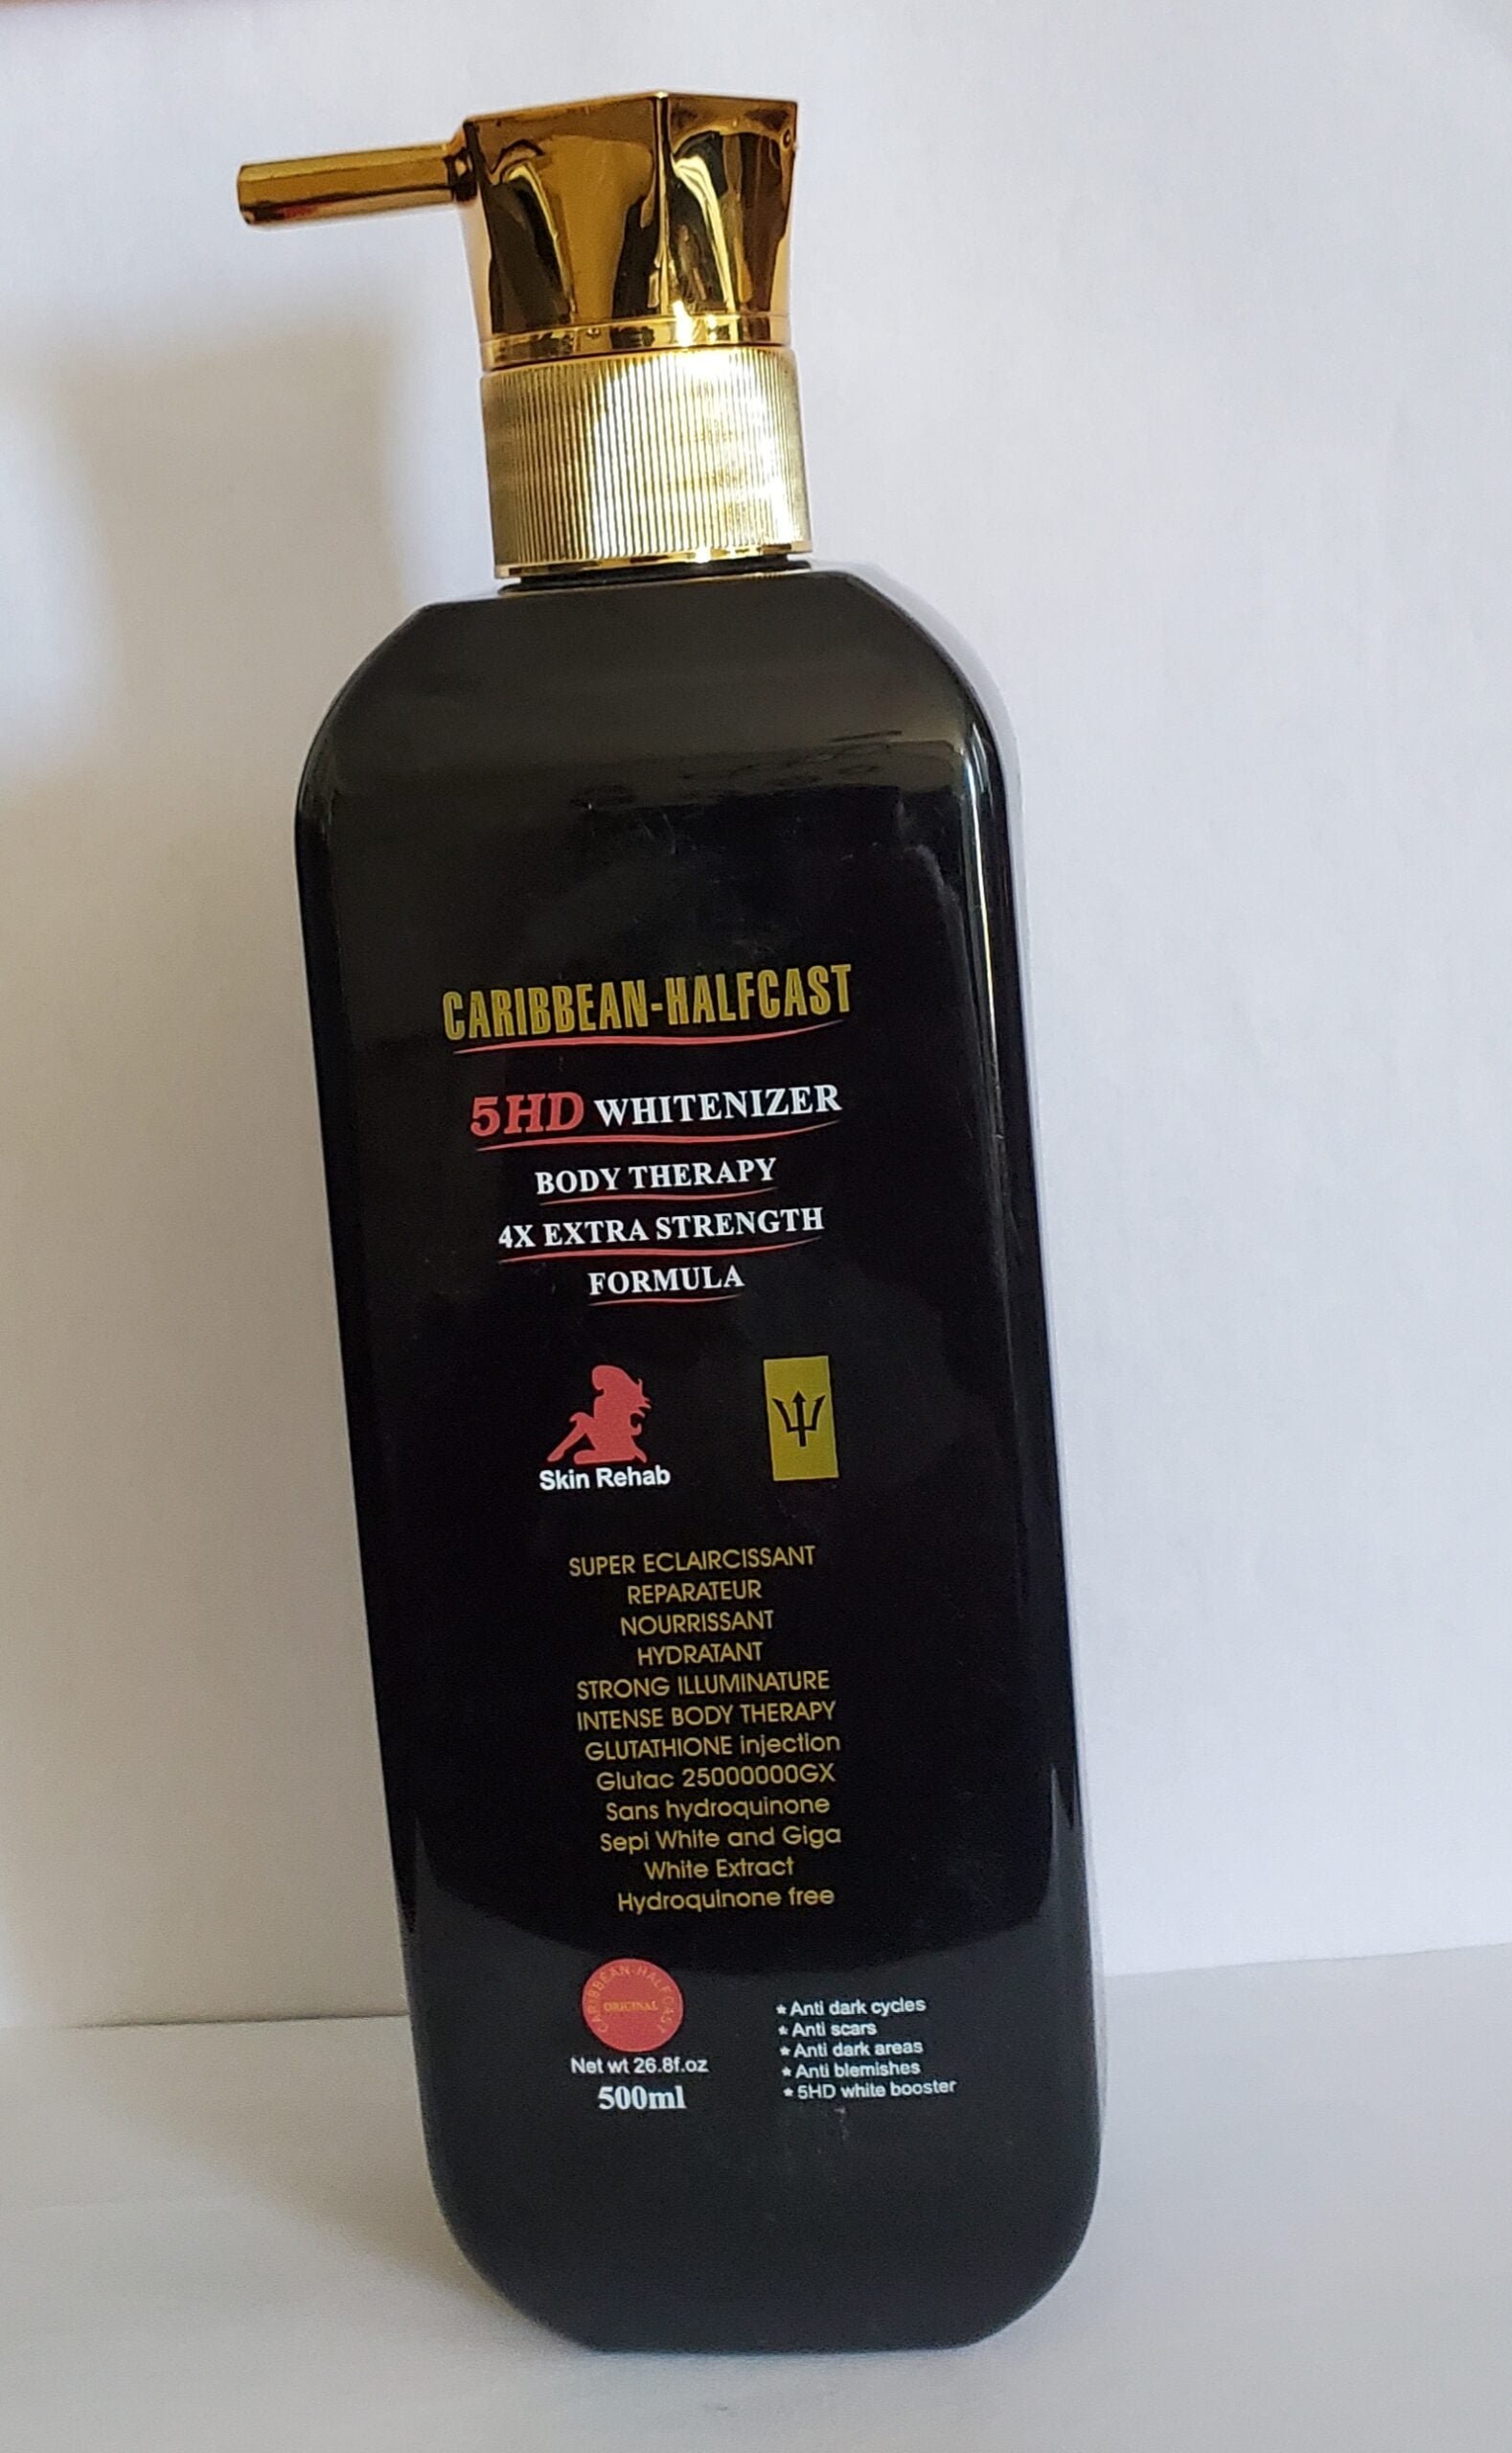 CARIBBEAN-HALFCAST
5HD WHITENIZER
BODY THERAPY
4X EXTRA STRENGTH
FORMULA
Skin Rehab
SUPER ECLAIRCISSANT
REPARATEUR
NOURRISSANT
HYDRATANT
STRONG ILLUMINATURE
INTENSE BODY THERAPY
GLUTATHIONE injection
Glutac 25000000GX
Sans hydroquinone
Sepi White and Giga
White Extract
Hydroquinone free
CARIBBEAN-HALFCAST
ORIGINAL
Net wt 26.8f.oz
500ml
* Anti dark cycles
* Anti scars
* Anti dark areas
* Anti blemishes
* 5HD white booster